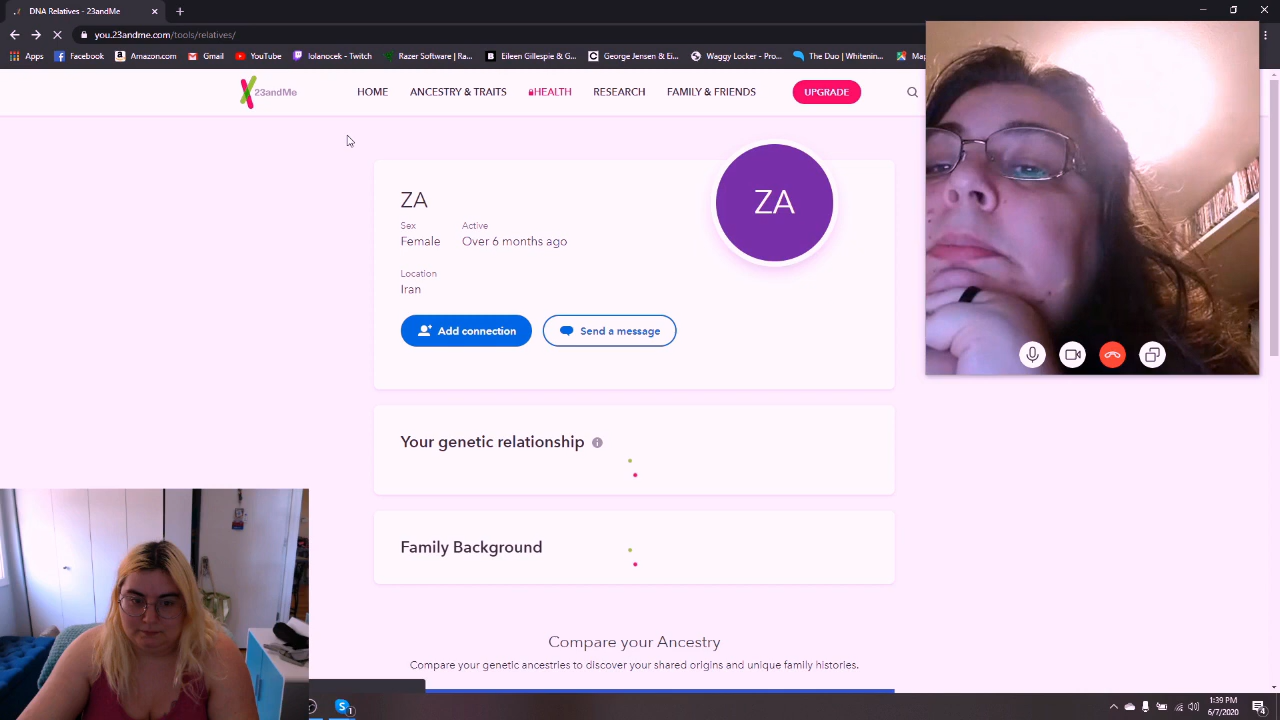 DNA Relatives
you.23andme.com/tools/relatives/
Apps Facebook Amazon.com Gmail YouTube lolanocek - Twitch Razer Software | Ra... Eileen Gillespie & G... George Jensen & Ei... Waggy Locker - Pro... The Duo | Whitenin... Ma
23andMe HOME ANCESTRY & TRAITS HEALTH RESEARCH FAMILY & FRIENDS UPGRADE
ZA
ZA
Sex Active
Female Over 6 months ago
Location
Iran
Add connection Send a message
Your genetic relationship
Family Background
Compare your Ancestry
Compare your genetic ancestries to discover your shared origins and unique family histories.
1:39 PM
6/7/2020